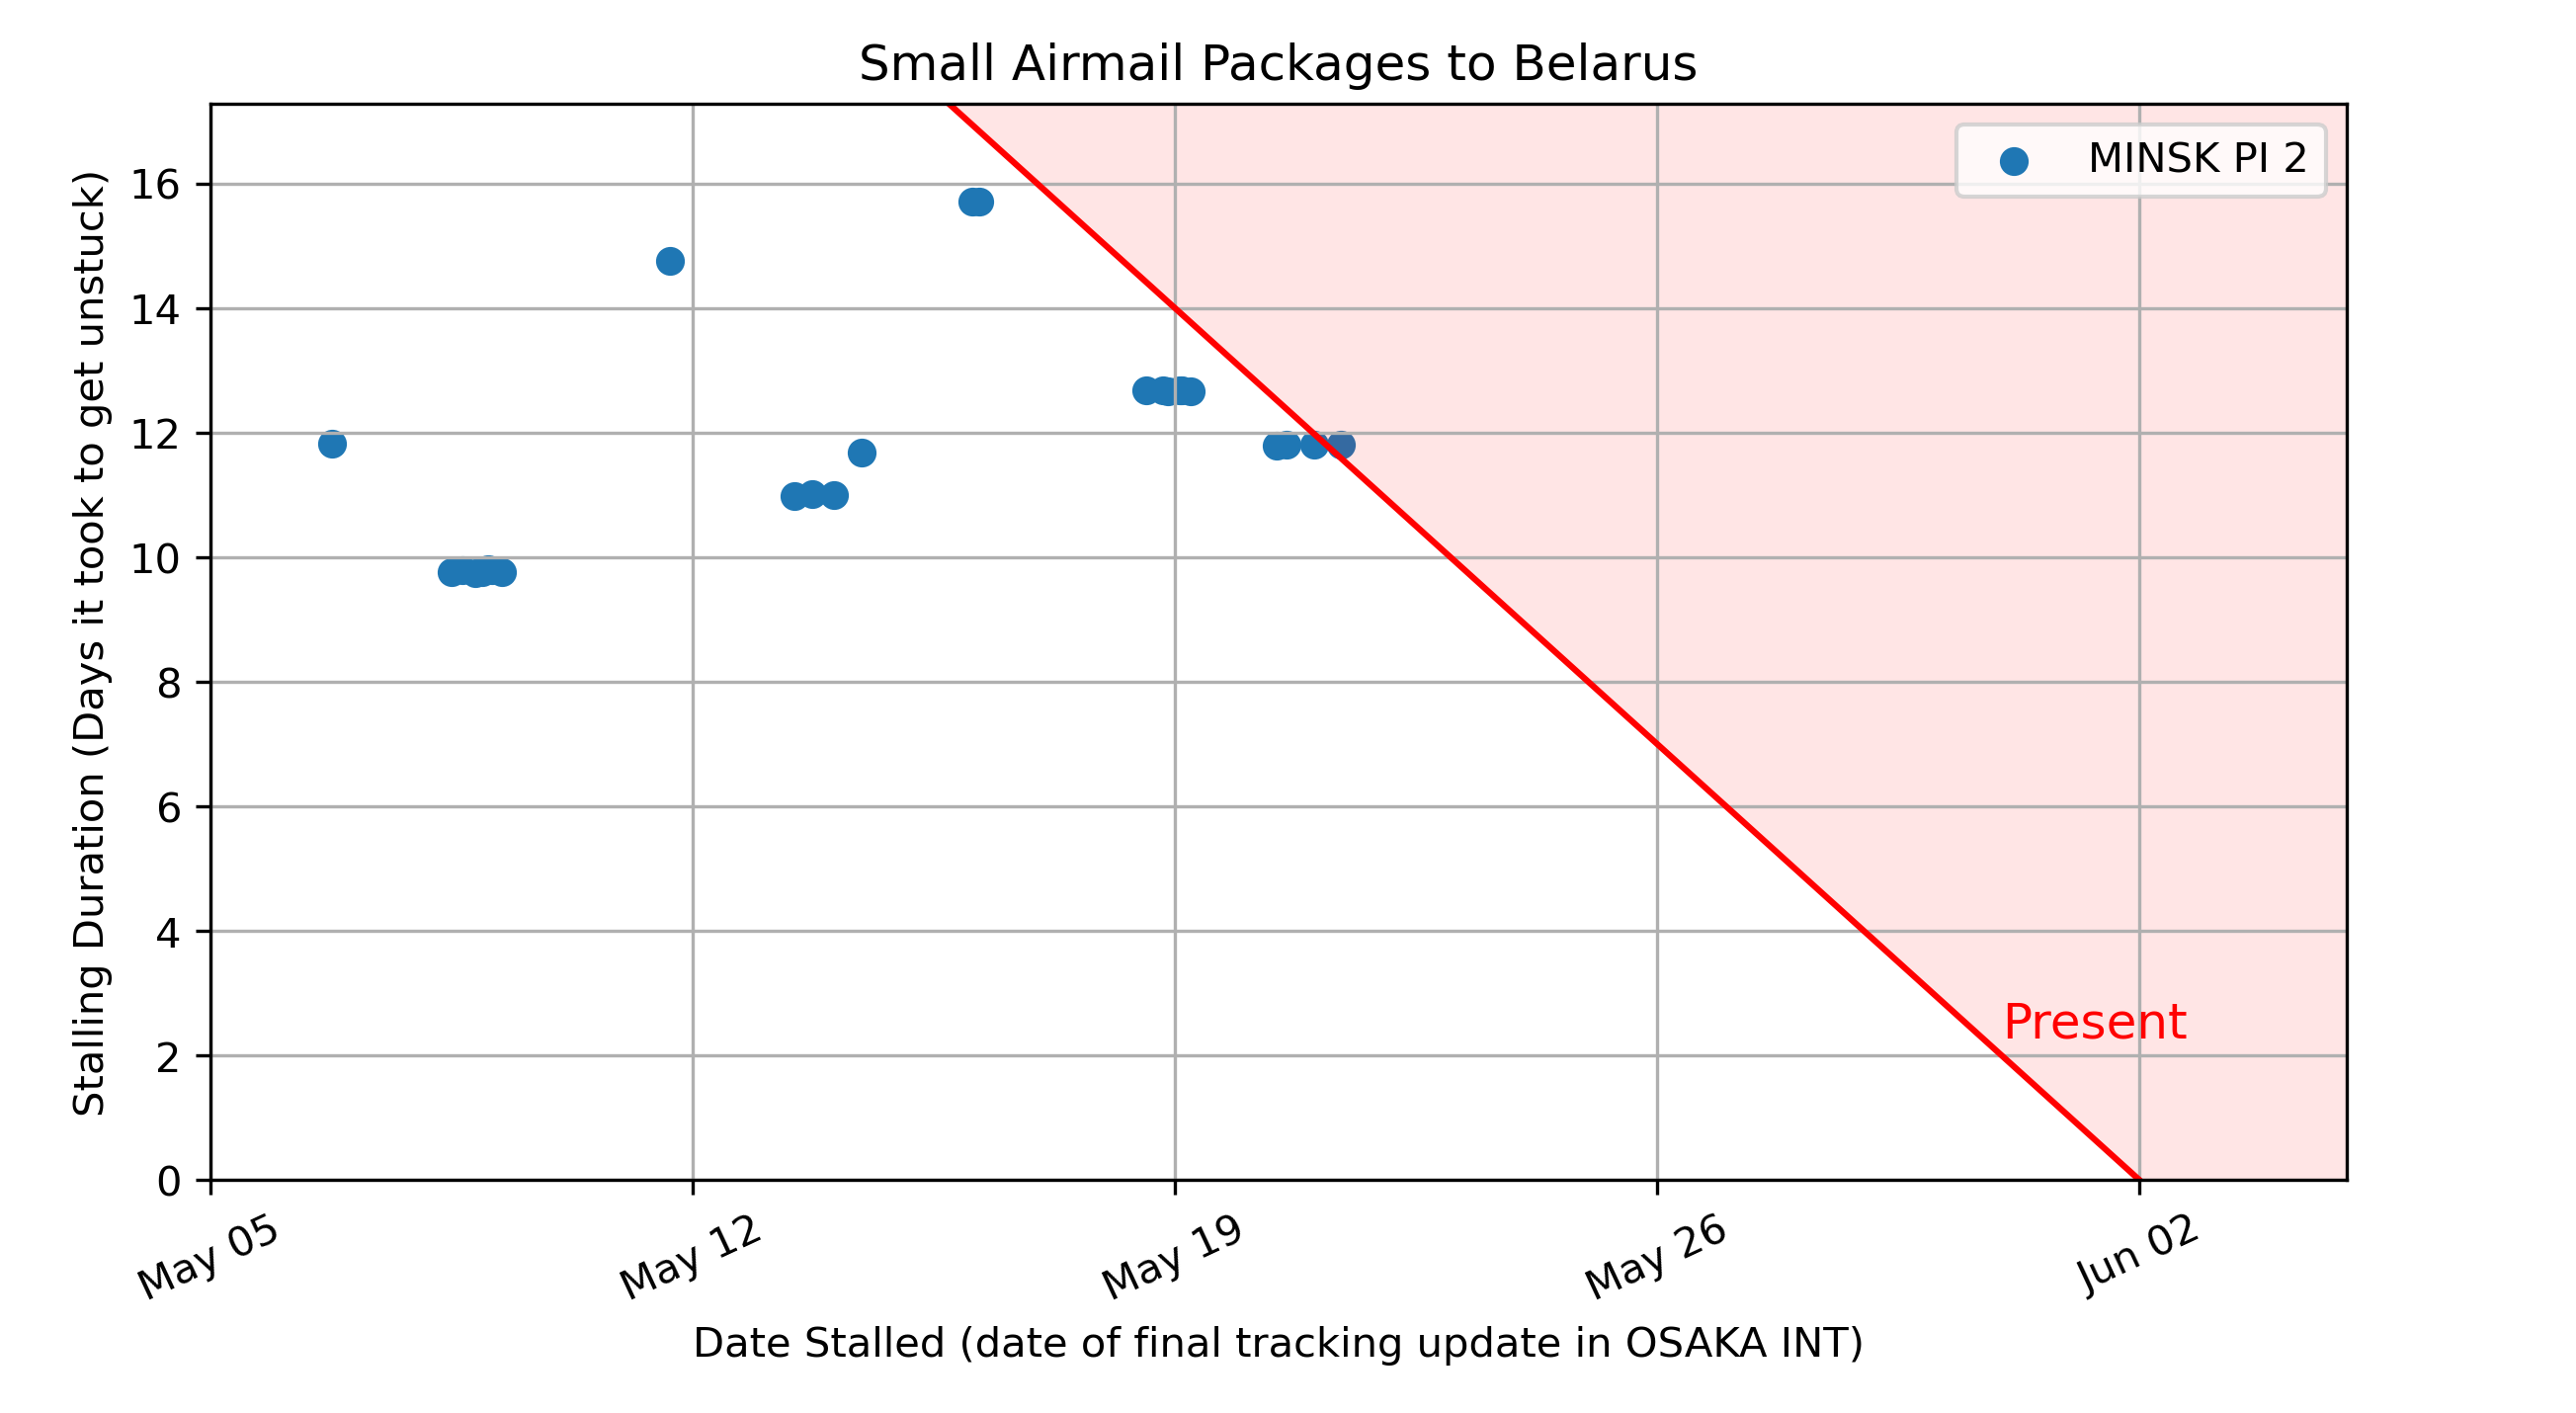 Small Airmail Packages to Belarus
MINSK PI 2
Stalling Duration (Days it took to get unstuck)
16
14
12
10
8
6
4
2
0
Present
May 05
May 12
May 19
May 26
Jun 02
Date Stalled (date of final tracking update in OSAKA INT)